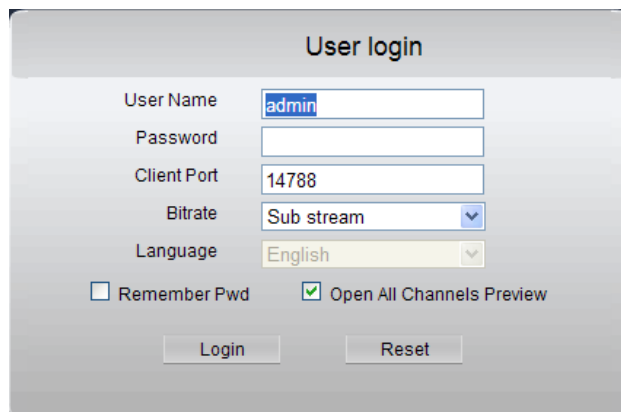 User login
User Name admin
Password
Client Port 14788
Bitrate Sub stream
Language English
Remember Pwd Open All Channels Preview
Login Reset